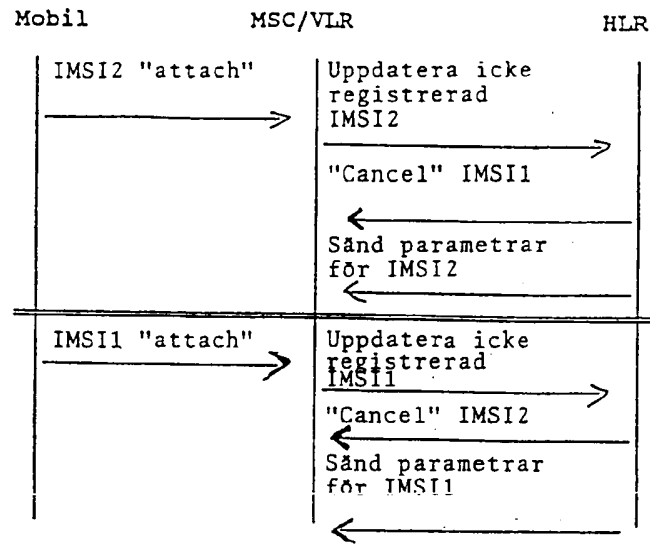 Mobil MSC/VLR HLR
IMSI2 "attach"
Uppdatera icke
registrerad
IMSI2
"Cancel" IMSI1
Sänd parametrar
för IMSI2
IMSI1 "attach"
Uppdatera icke
registrerad
IMSI1
"Cancel" IMSI2
Sänd parametrar
för IMSI1